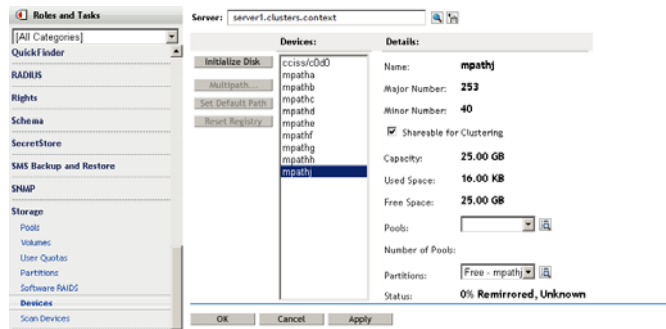 Roles and Tasks
[All Categories]
QuickFinder
RADIUS
Rights
Schema
SecretStore
SMS Backup and Restore
SNMP
Storage
Pools
Volumes
User Quotas
Partitions
Software RAIDS
Devices
Scan Devices
Server: server1.clusters.context
Devices:
Initialize Disk
Multipath...
Set Default Path
Reset Registry
cciss/c0d0
mpatha
mpathb
mpathc
mpathd
mpathe
mpathf
mpathg
mpathh
mpathj
Details:
Name: mpathj
Major Number: 253
Minor Number: 40
Shareable for Clustering
Capacity: 25.00 GB
Used Space: 16.00 KB
Free Space: 25.00 GB
Pools:
Number of Pools:
Partitions: Free - mpathj
Status: 0% Remirrored, Unknown
OK Cancel Apply